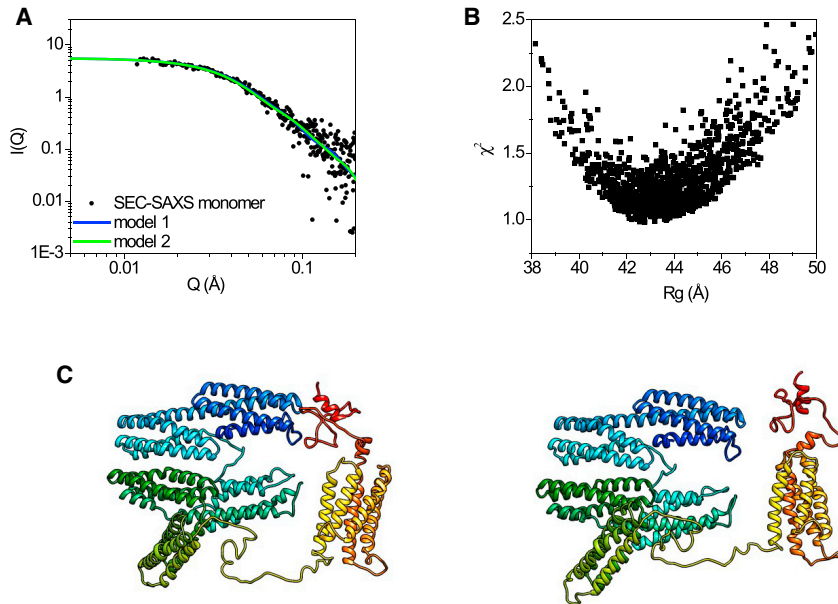 A
10
1
0.1
0.01
1E-3
I(Q)
SEC-SAXS monomer
model 1
model 2
0.01 0.1
Q (Å)
B
2.5
2.0
1.5
1.0
χ²
38 40 42 44 46 48 50
Rg (Å)
C